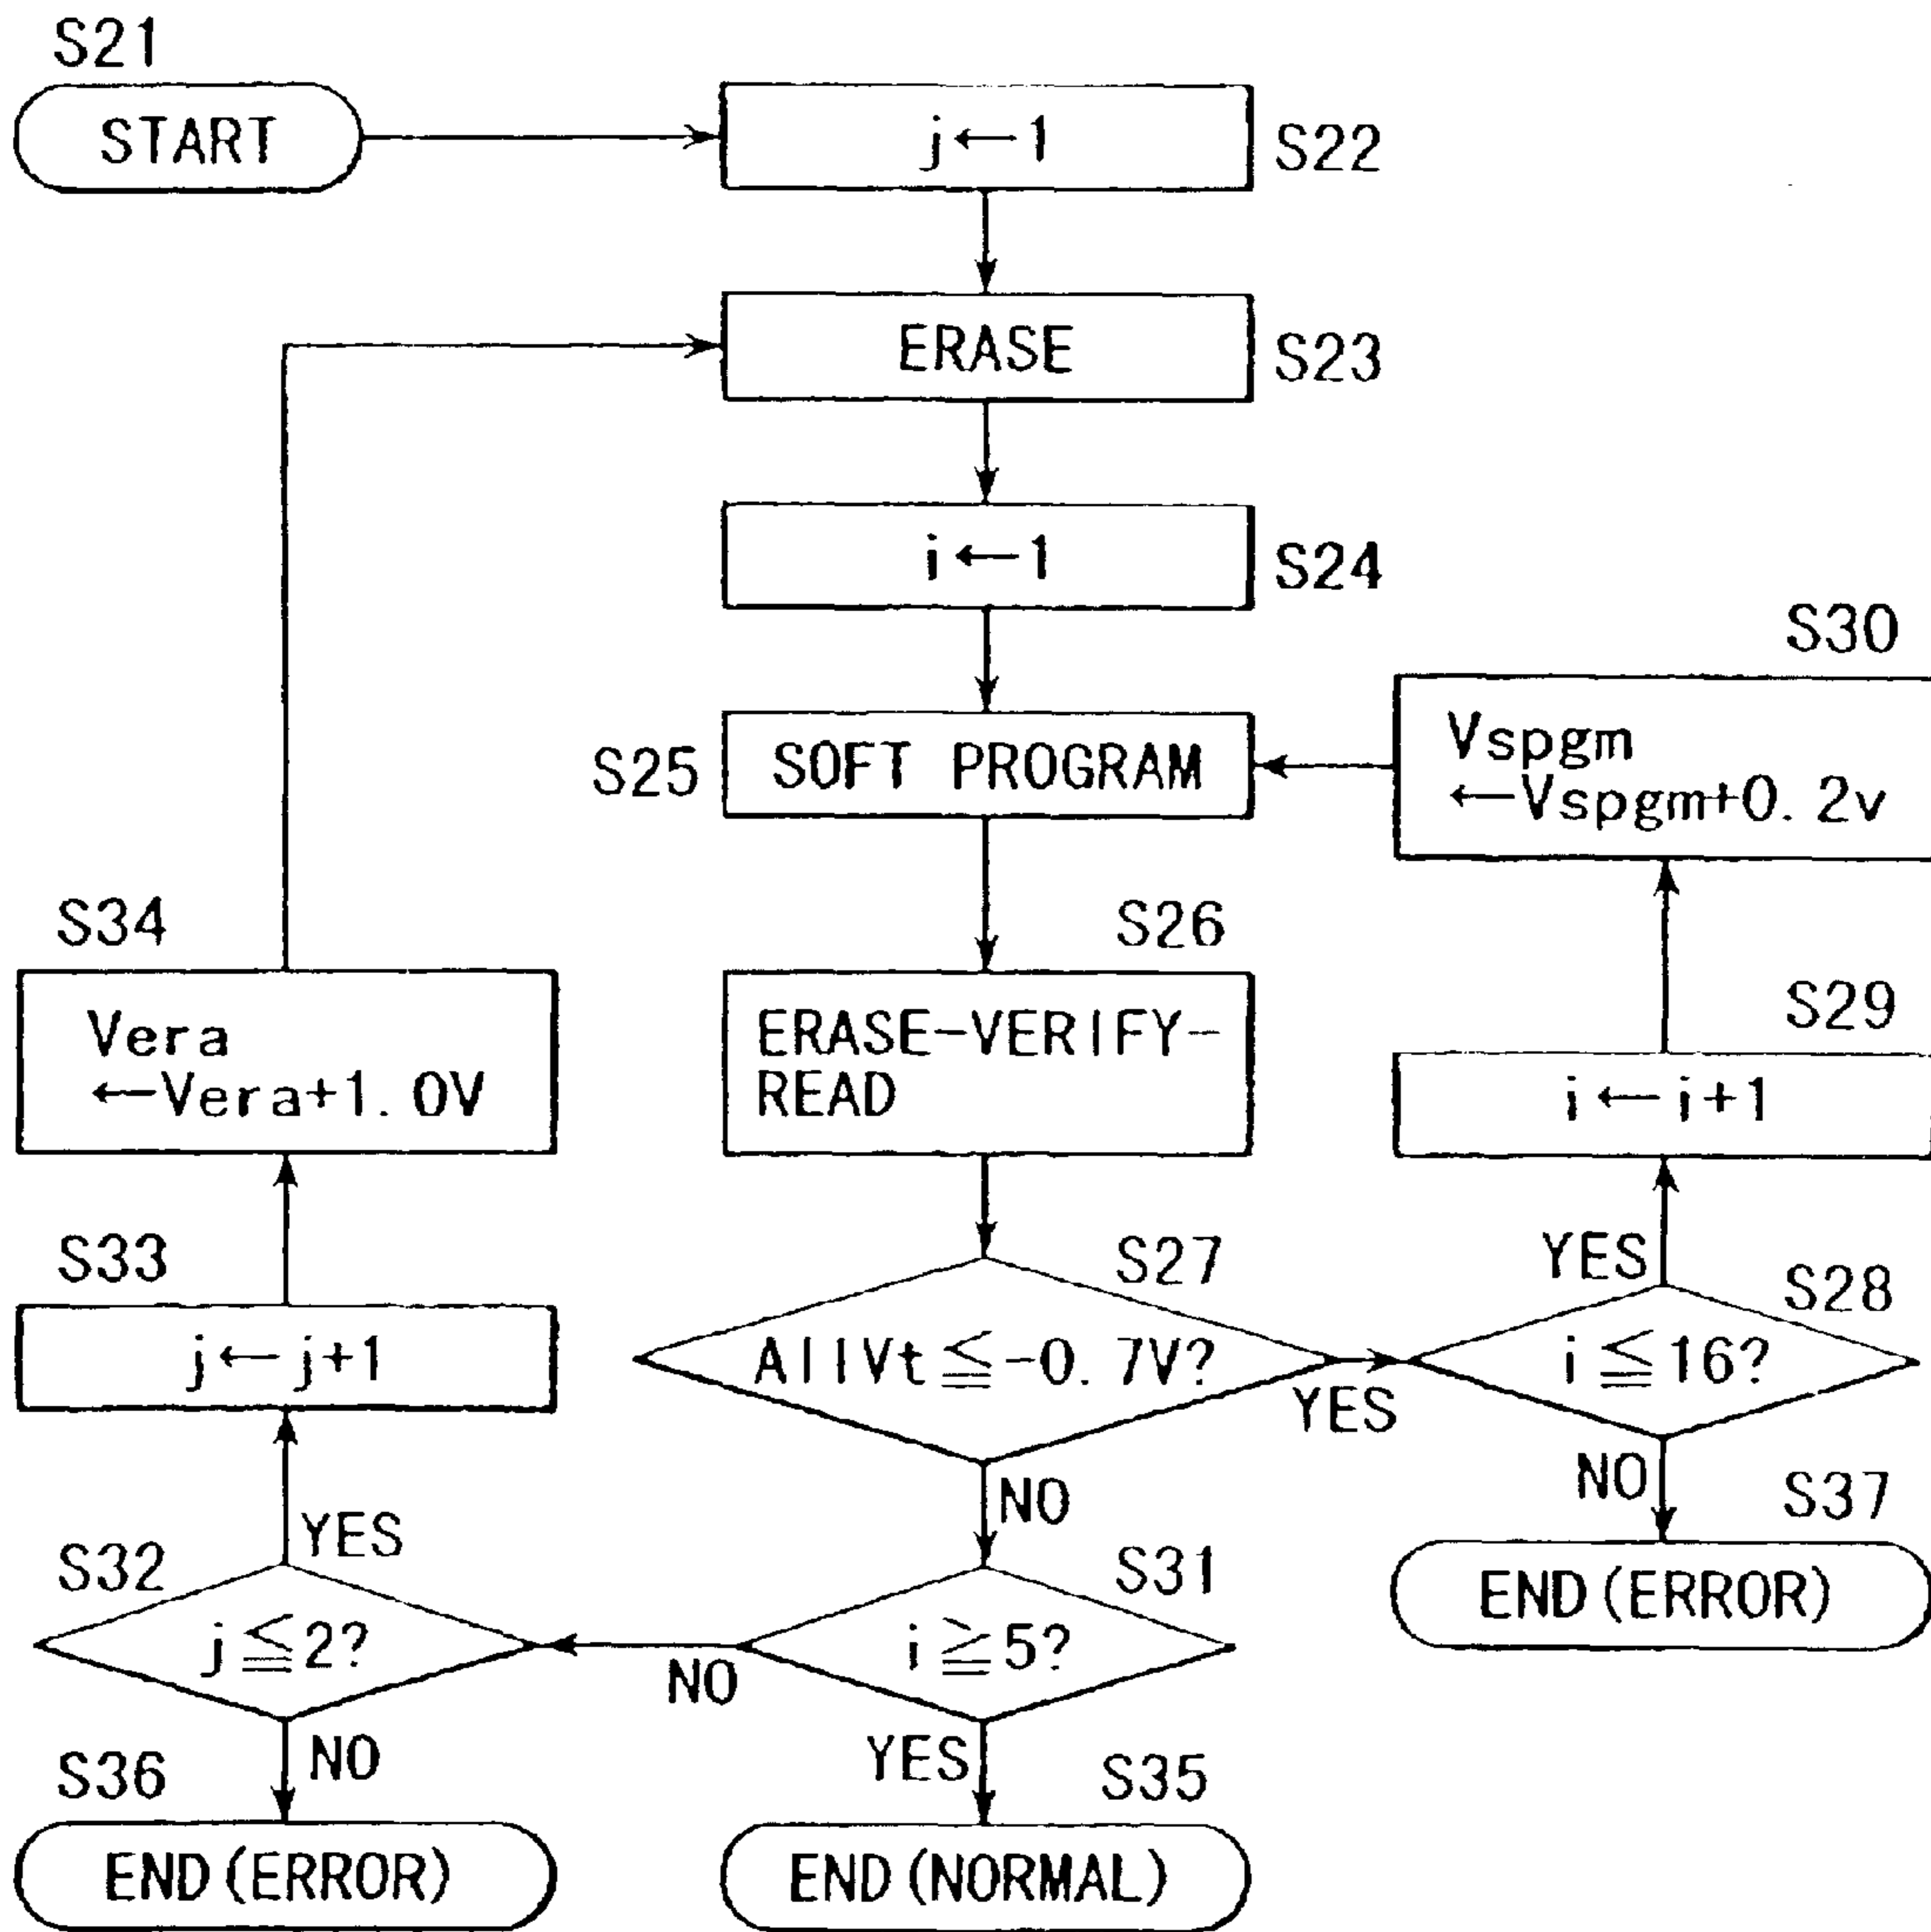 S21
START
j←1
S22
ERASE
S23
i←1
S24
S30
Vspgm
←Vspgm+0.2v
S25
SOFT PROGRAM
S26
S34
Vera
←Vera+1.0V
ERASE-VERIFY-
READ
S29
i←i+1
S33
j←j+1
S27
AllVt≦-0.7V?
YES
YES
S28
i≦16?
NO
NO
S37
END(ERROR)
S32
YES
j≦2?
S31
i≧5?
NO
NO
YES
S36
END(ERROR)
S35
END(NORMAL)